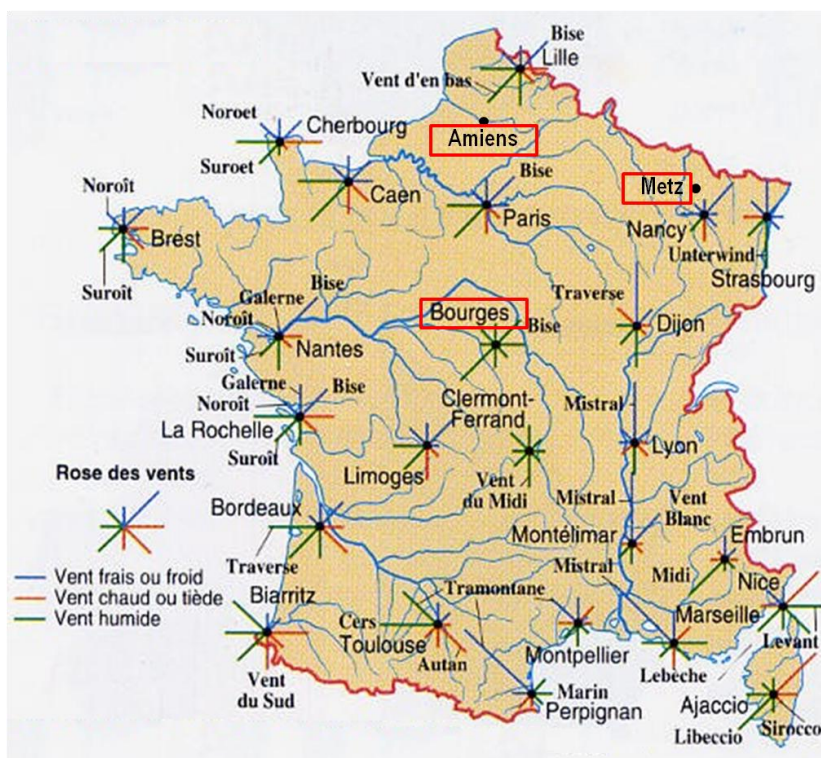 Bise
Lille
Vent d'en bas
Noroet
Cherbourg
Amiens
Suroet
Bise
Metz
Noroît
Caen
Paris
Nancy
Brest
Unterwind
Strasbourg
Suroît
Bise
Traverse
Galerne
Noroît
Bourges
Bise
Dijon
Suroît
Nantes
Galerne
Bise
Noroît
Clermont-
Ferrand
Mistral
La Rochelle
Suroît
Lyon
Limoges
Rose des vents
Vent
du Midi
Mistral
Vent
Blanc
Bordeaux
Montélimar
Embrun
Traverse
Mistral
Midi
Nice
Vent frais ou froid
Vent chaud ou tiède
Vent humide
Biarritz
Tramontane
Cers
Toulouse
Marseille
Levant
Autan
Montpellier
Lebèche
Vent
du Sud
Marin
Perpignan
Ajaccio
Sirocco
Libeccio